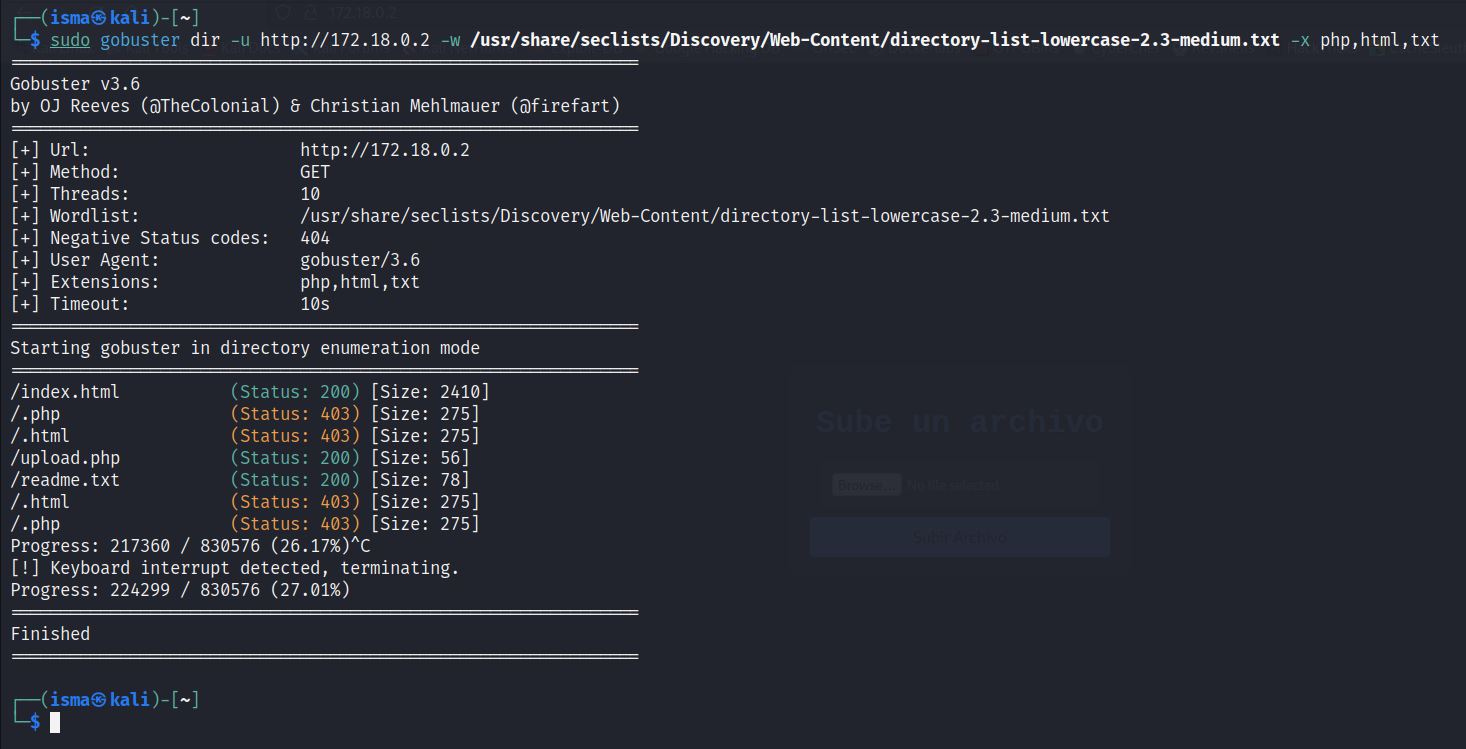 172.18.0.2
┌──(isma㉿kali)-[~]
└─$ sudo gobuster dir -u http://172.18.0.2 -w /usr/share/seclists/Discovery/Web-Content/directory-list-lowercase-2.3-medium.txt -x php,html,txt
===============================================================
Gobuster v3.6
by OJ Reeves (@TheColonial) & Christian Mehlmauer (@firefart)
===============================================================
[+] Url:                     http://172.18.0.2
[+] Method:                  GET
[+] Threads:                 10
[+] Wordlist:                /usr/share/seclists/Discovery/Web-Content/directory-list-lowercase-2.3-medium.txt
[+] Negative Status codes:   404
[+] User Agent:              gobuster/3.6
[+] Extensions:              php,html,txt
[+] Timeout:                 10s
===============================================================
Starting gobuster in directory enumeration mode
===============================================================
/index.html           (Status: 200) [Size: 2410]
/.php                 (Status: 403) [Size: 275]
/.html                (Status: 403) [Size: 275]
/upload.php           (Status: 200) [Size: 56]
/readme.txt           (Status: 200) [Size: 78]
/.html                (Status: 403) [Size: 275]
/.php                 (Status: 403) [Size: 275]
Progress: 217360 / 830576 (26.17%)^C
[!] Keyboard interrupt detected, terminating.
Progress: 224299 / 830576 (27.01%)
===============================================================
Finished
===============================================================
┌──(isma㉿kali)-[~]
└─$
Sube un archivo
Browse... No file selected.
Subir Archivo